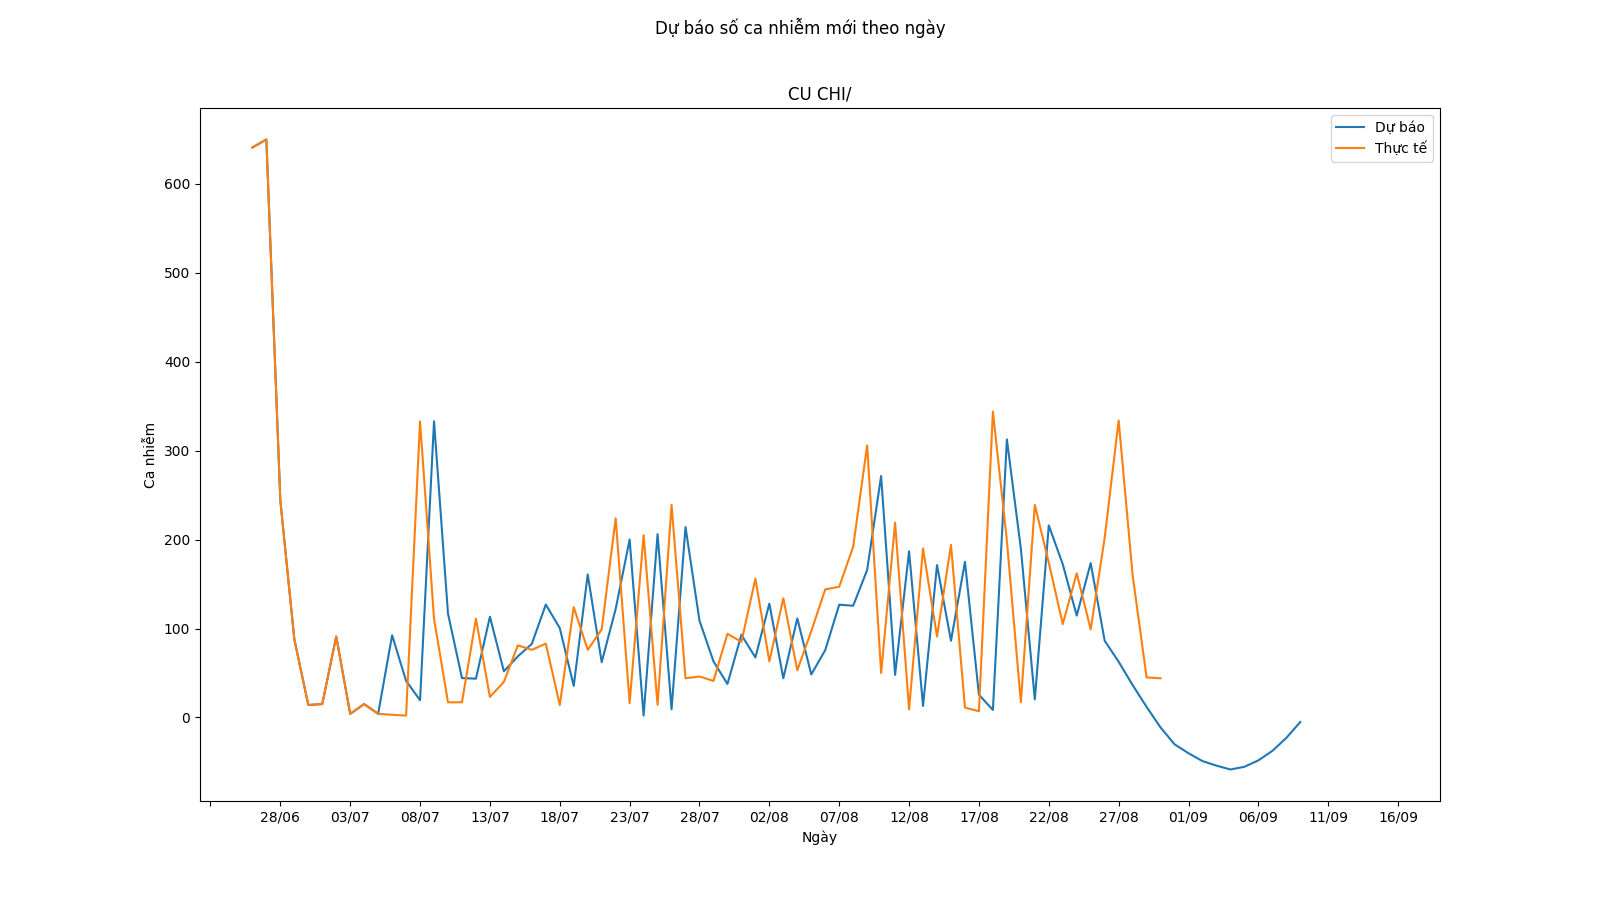 Dự báo số ca nhiễm mới theo ngày
CU CHI/
Dự báo
Thực tế
600
500
400
300
200
100
0
Ca nhiễm
28/06 03/07 08/07 13/07 18/07 23/07 28/07 02/08 07/08 12/08 17/08 22/08 27/08 01/09 06/09 11/09 16/09
Ngày